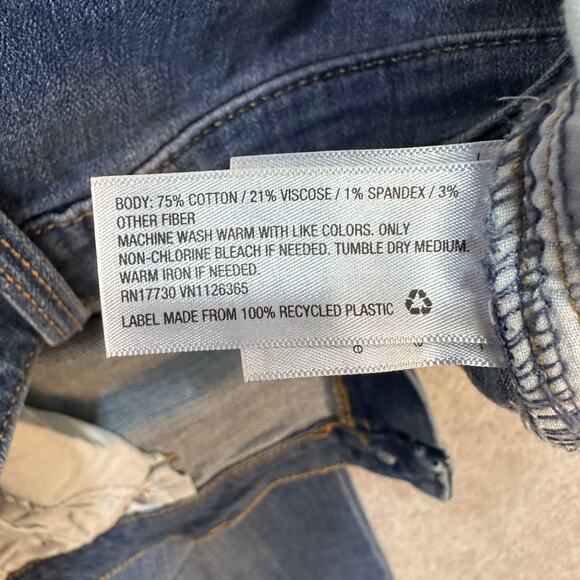 BODY: 75% COTTON / 21% VISCOSE / 1% SPANDEX / 3%
OTHER FIBER
MACHINE WASH WARM WITH LIKE COLORS. ONLY
NON-CHLORINE BLEACH IF NEEDED. TUMBLE DRY MEDIUM.
WARM IRON IF NEEDED.
RN17730 VN1126365
LABEL MADE FROM 100% RECYCLED PLASTIC